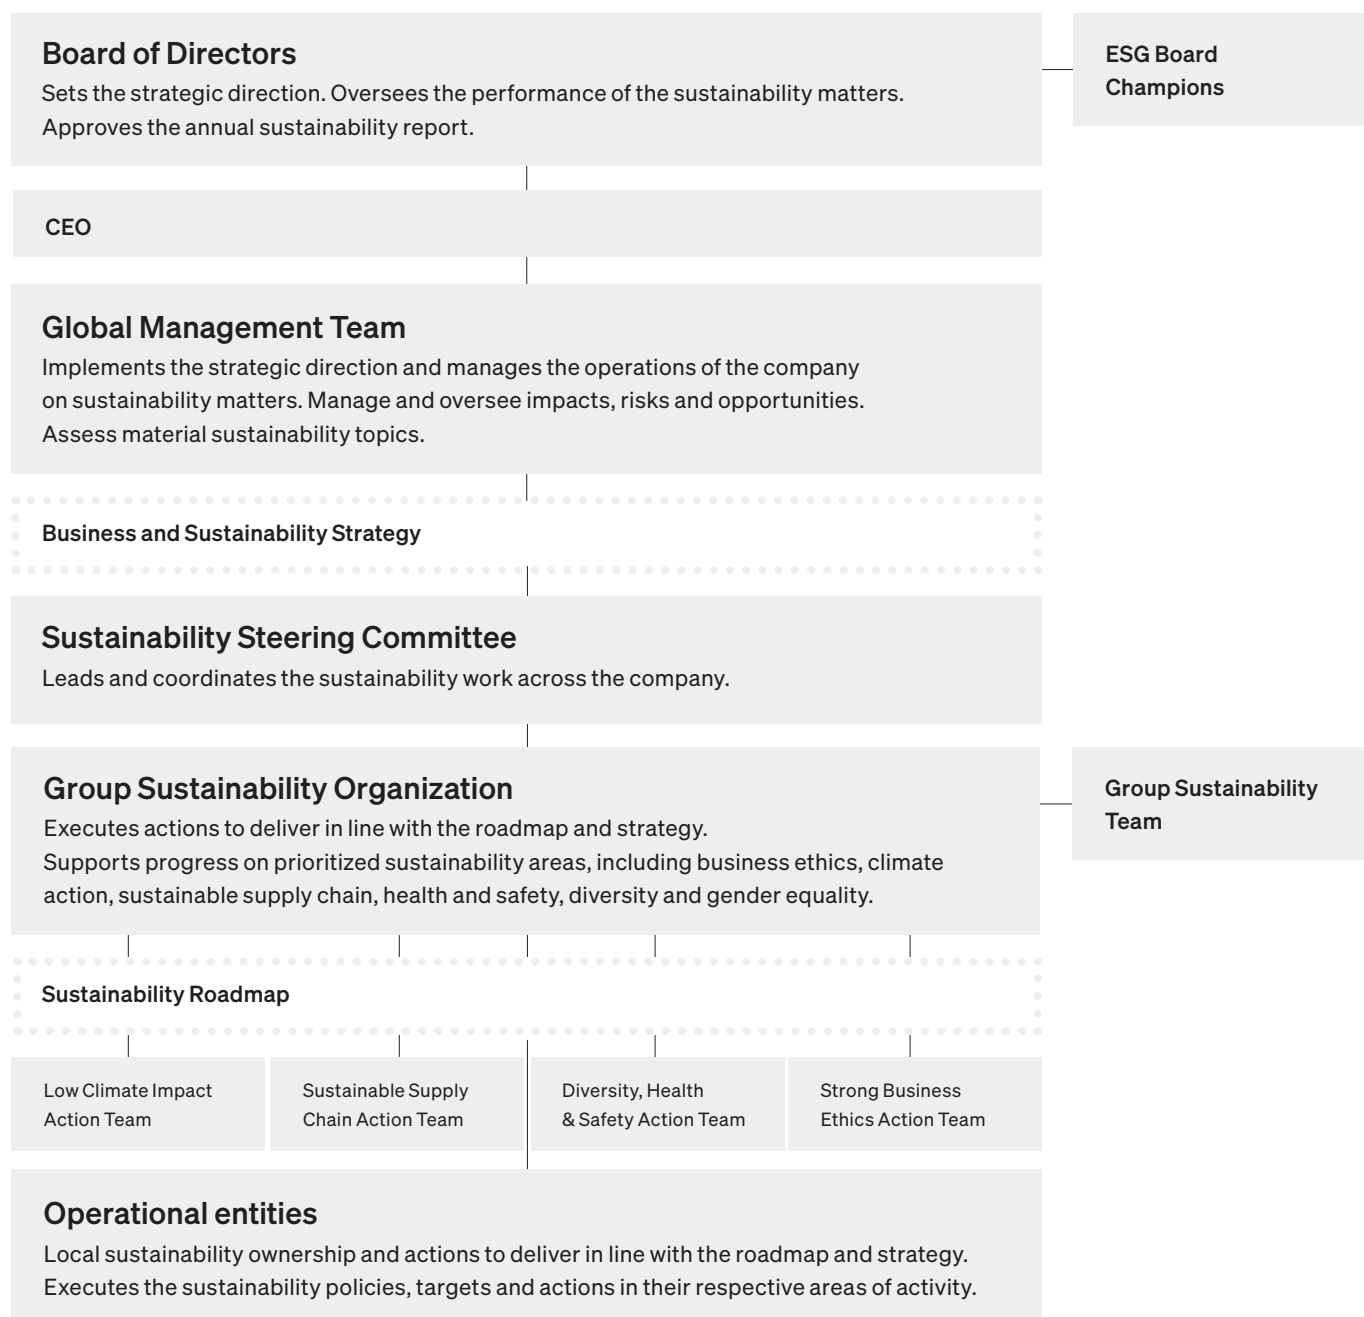 Board of Directors
Sets the strategic direction. Oversees the performance of the sustainability matters.
Approves the annual sustainability report.
ESG Board
Champions
CEO
Global Management Team
Implements the strategic direction and manages the operations of the company
on sustainability matters. Manage and oversee impacts, risks and opportunities.
Assess material sustainability topics.
Business and Sustainability Strategy
Sustainability Steering Committee
Leads and coordinates the sustainability work across the company.
Group Sustainability Organization
Executes actions to deliver in line with the roadmap and strategy.
Supports progress on prioritized sustainability areas, including business ethics, climate
action, sustainable supply chain, health and safety, diversity and gender equality.
Group Sustainability
Team
Sustainability Roadmap
Low Climate Impact
Action Team
Sustainable Supply
Chain Action Team
Diversity, Health
& Safety Action Team
Strong Business
Ethics Action Team
Operational entities
Local sustainability ownership and actions to deliver in line with the roadmap and strategy.
Executes the sustainability policies, targets and actions in their respective areas of activity.